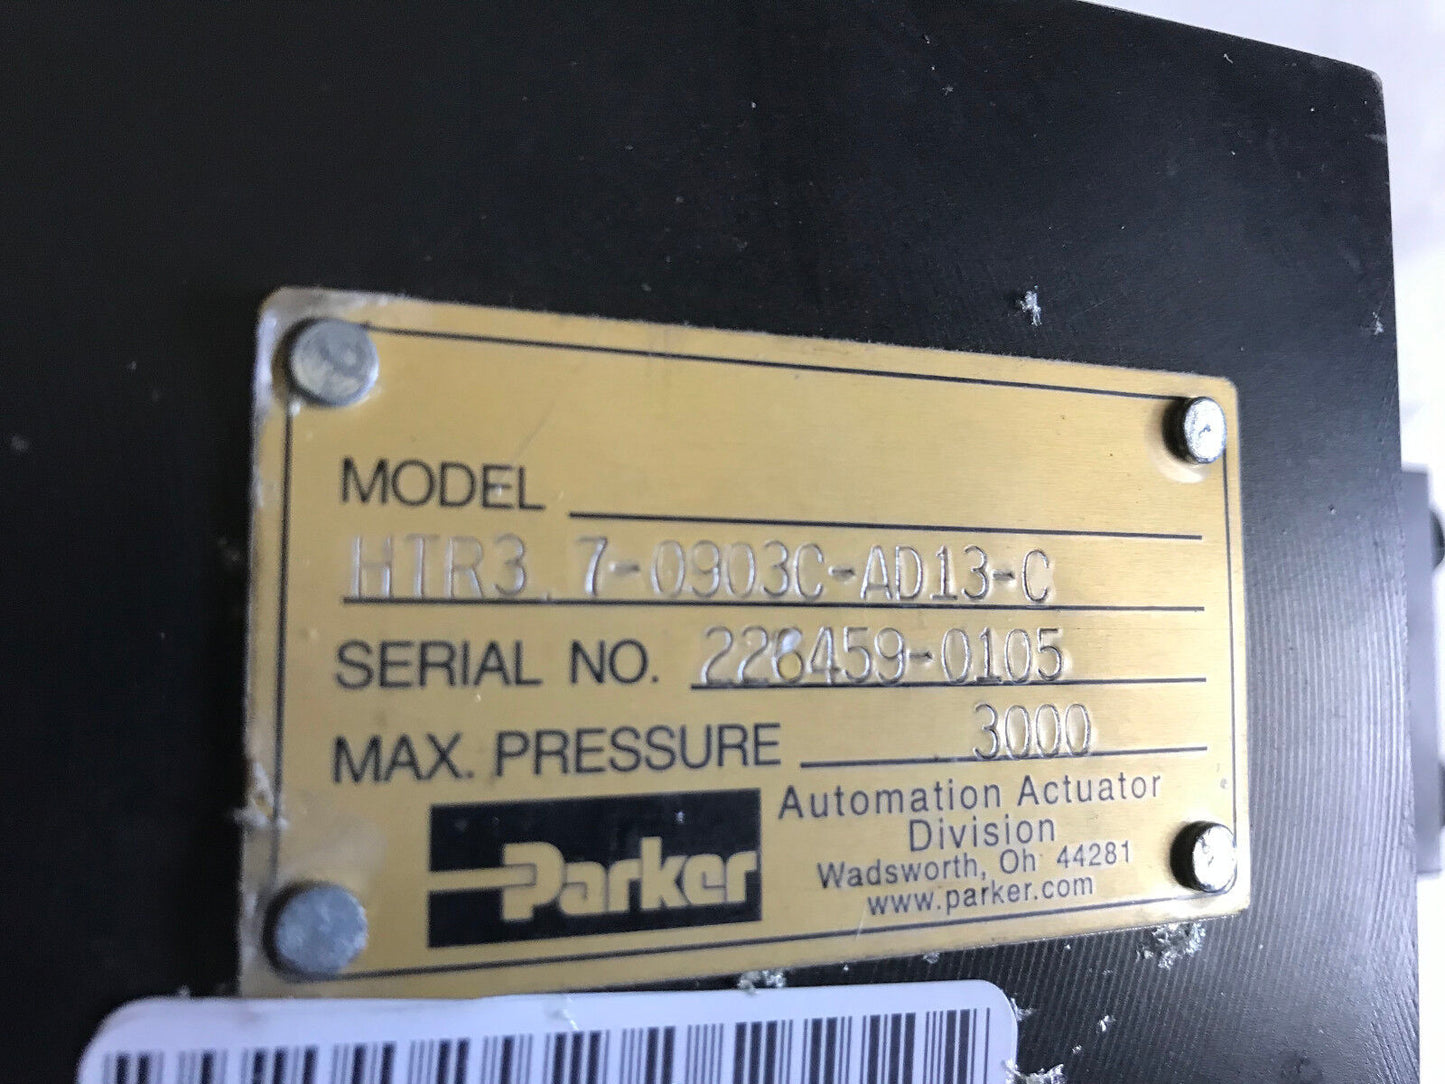 MODEL
HTR3.7-0903C-AD13-C
SERIAL NO. 226459-0105
MAX. PRESSURE 3000
Parker
Automation Actuator
Division
Wadsworth, Oh 44281
www.parker.com